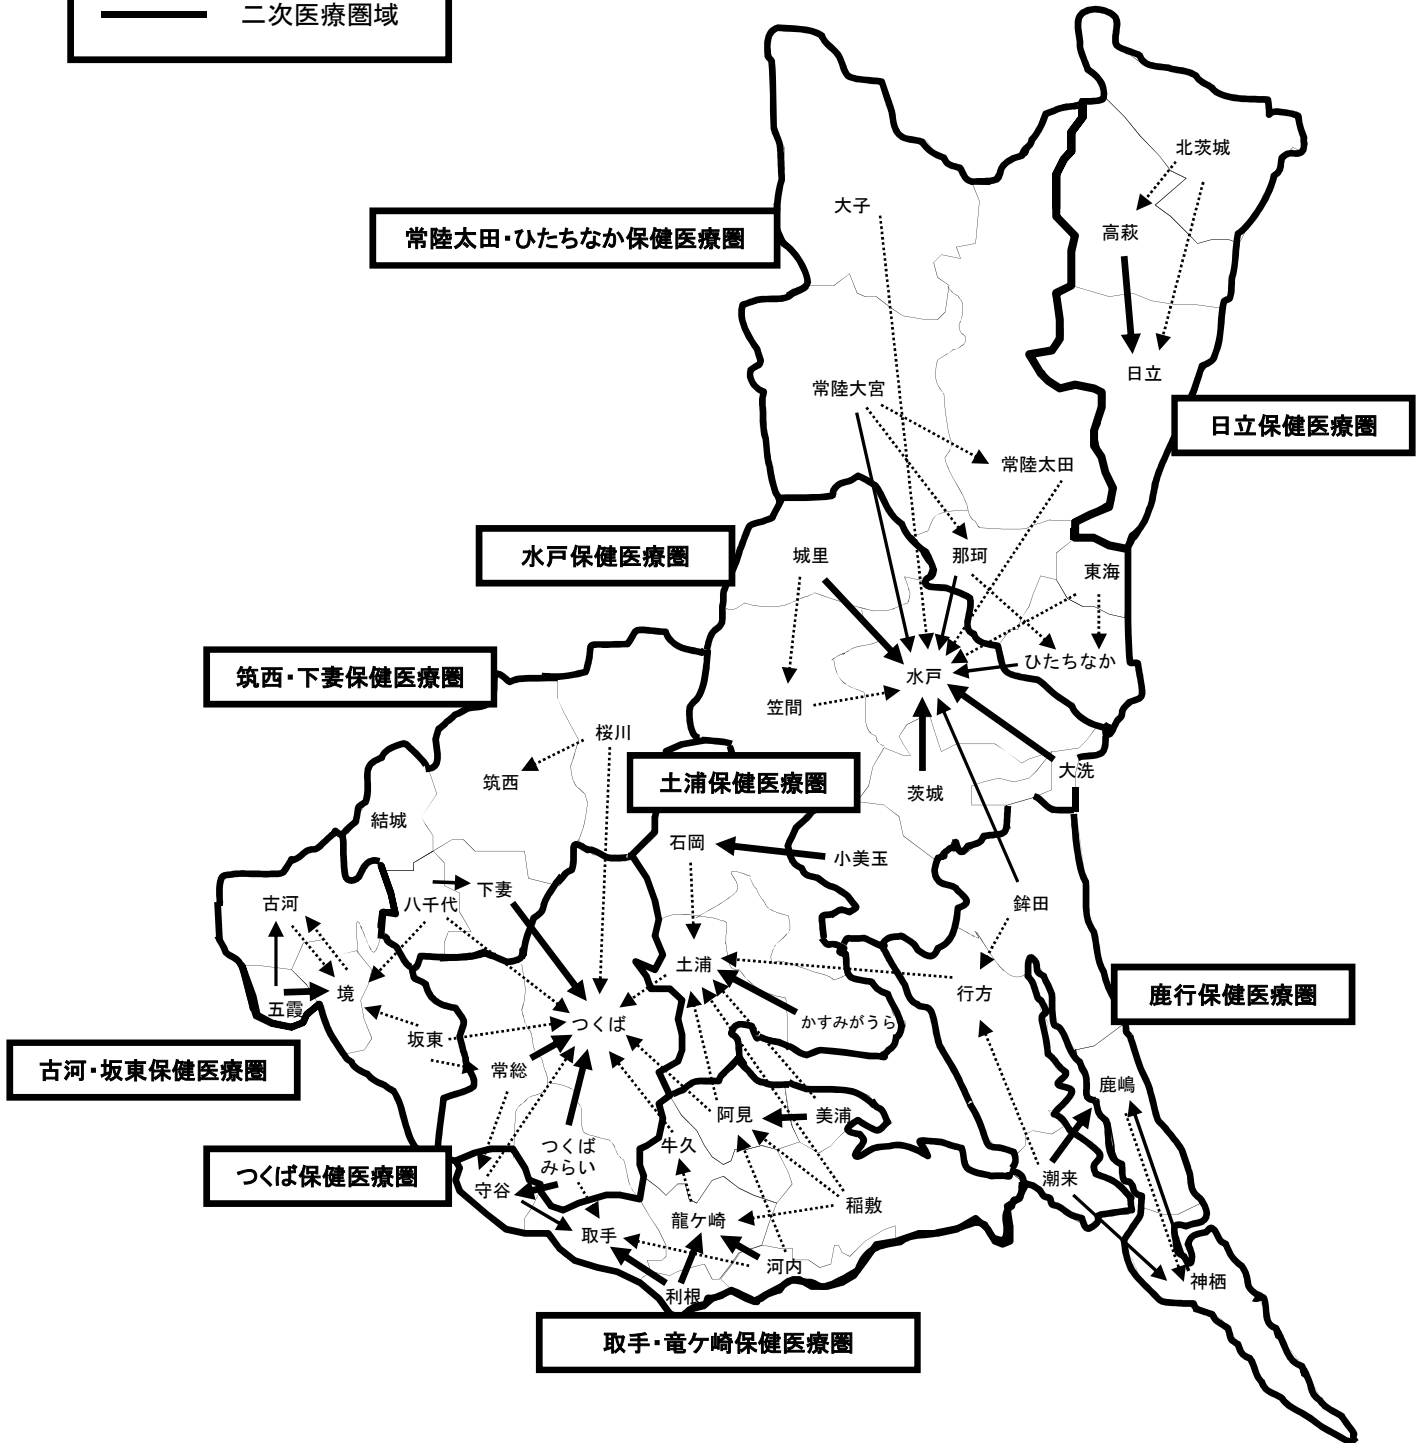 二次医療圏域
北茨城
大子
高萩
常陸太田・ひたちなか保健医療圏
日立
常陸大宮
日立保健医療圏
常陸太田
水戸保健医療圏
城里
那珂
東海
ひたちなか
筑西・下妻保健医療圏
水戸
笠間
桜川
筑西
土浦保健医療圏
大洗
茨城
結城
石岡
小美玉
古河
八千代
下妻
鉾田
土浦
境
行方
鹿行保健医療圏
五霞
つくば
かすみがうら
坂東
古河・坂東保健医療圏
常総
鹿嶋
阿見
美浦
つくば
みらい
牛久
つくば保健医療圏
守谷
潮来
稲敷
龍ケ崎
取手
河内
神栖
利根
取手・竜ケ崎保健医療圏